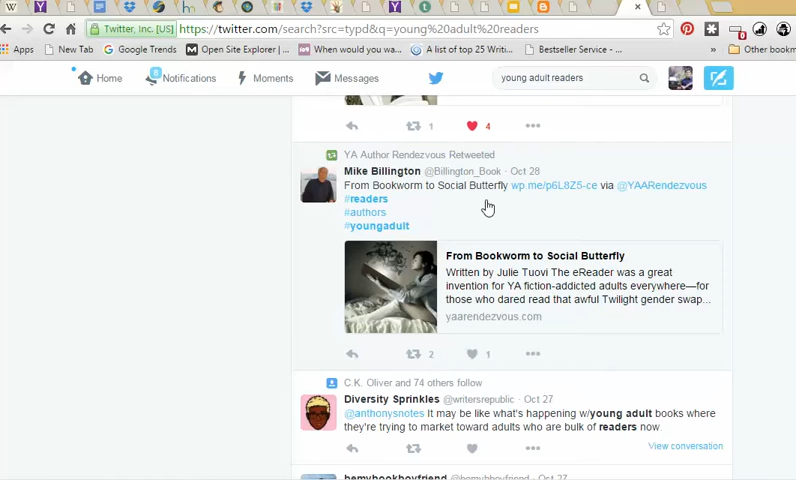 Twitter, Inc. [US] https://twitter.com/search?src=typd&q=young%20adult%20readers
Apps New Tab Google Trends Open Site Explorer | When would you wa... A list of top 25 Writi... Bestseller Service - ... » Other bookm
Home 8 Notifications Moments Messages young adult readers
1 4
YA Author Rendezvous Retweeted
Mike Billington @Billington_Book · Oct 28
From Bookworm to Social Butterfly wp.me/p6L8Z5-ce via @YAARendezvous
#readers
#authors
#youngadult
From Bookworm to Social Butterfly
Written by Julie Tuovi The eReader was a great
invention for YA fiction-addicted adults everywhere—for
those who dared read that awful Twilight gender swap...
yaarendezvous.com
2 1
C.K. Oliver and 74 others follow
Diversity Sprinkles @writersrepublic · Oct 27
@anthonysnotes It may be like what's happening w/young adult books where
they're trying to market toward adults who are bulk of readers now.
View conversation
bemybookboyfriend @bemybboyfriend · Oct 27